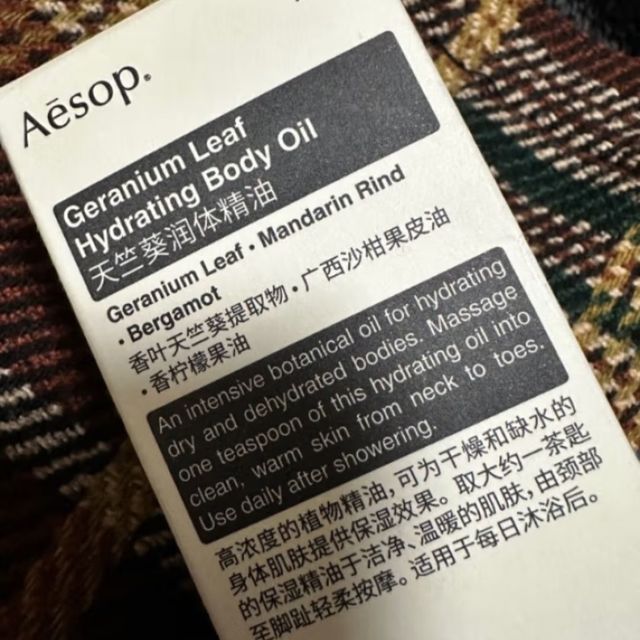 Aēsop.
Geranium Leaf
Hydrating Body Oil
天竺葵润体精油
Geranium Leaf • Mandarin Rind
• Bergamot
香叶天竺葵提取物 • 广西沙柑果皮油
• 香柠檬果油
An intensive botanical oil for hydrating
dry and dehydrated bodies. Massage
one teaspoon of this hydrating oil into
clean, warm skin from neck to toes.
Use daily after showering.
高浓度的植物精油，可为干燥和缺水的
身体肌肤提供保湿效果。取大约一茶匙
的保湿精油于洁净、温暖的肌肤，由颈部
至脚趾轻柔按摩。适用于每日沐浴后。